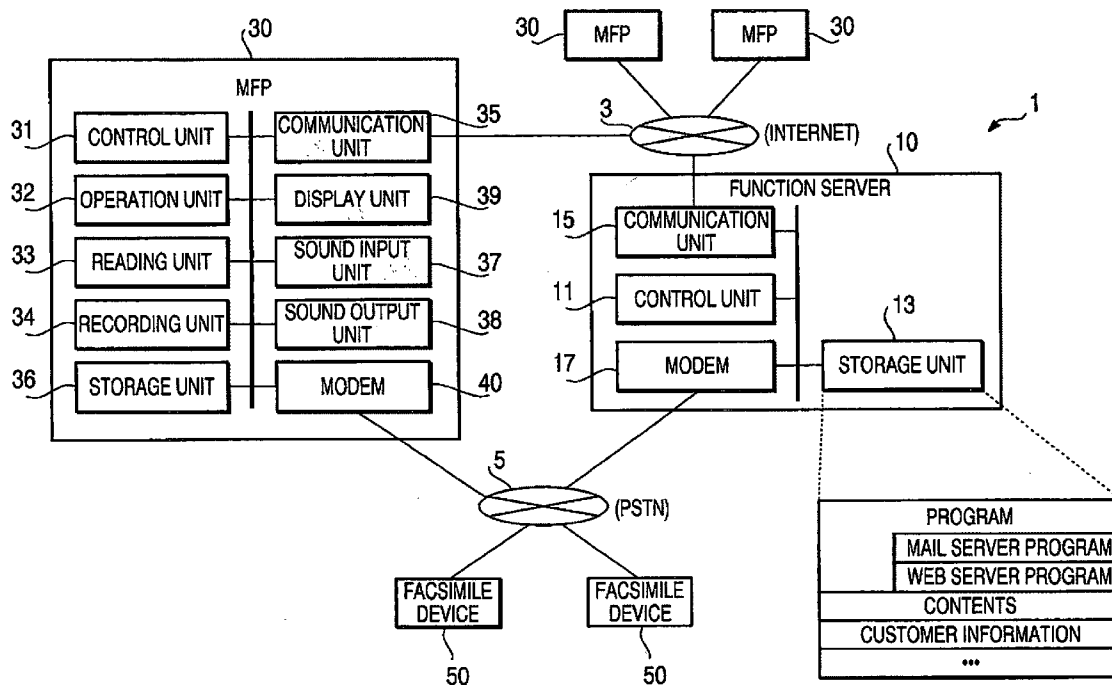 30
MFP
31
CONTROL UNIT
32
OPERATION UNIT
33
READING UNIT
34
RECORDING UNIT
36
STORAGE UNIT
35
COMMUNICATION
UNIT
39
DISPLAY UNIT
37
SOUND INPUT
UNIT
38
SOUND OUTPUT
UNIT
40
MODEM
30
MFP
MFP
30
3
(INTERNET)
1
10
FUNCTION SERVER
15
COMMUNICATION
UNIT
11
CONTROL UNIT
17
MODEM
13
STORAGE UNIT
5
(PSTN)
FACSIMILE
DEVICE
50
FACSIMILE
DEVICE
50
PROGRAM
MAIL SERVER PROGRAM
WEB SERVER PROGRAM
CONTENTS
CUSTOMER INFORMATION
•••